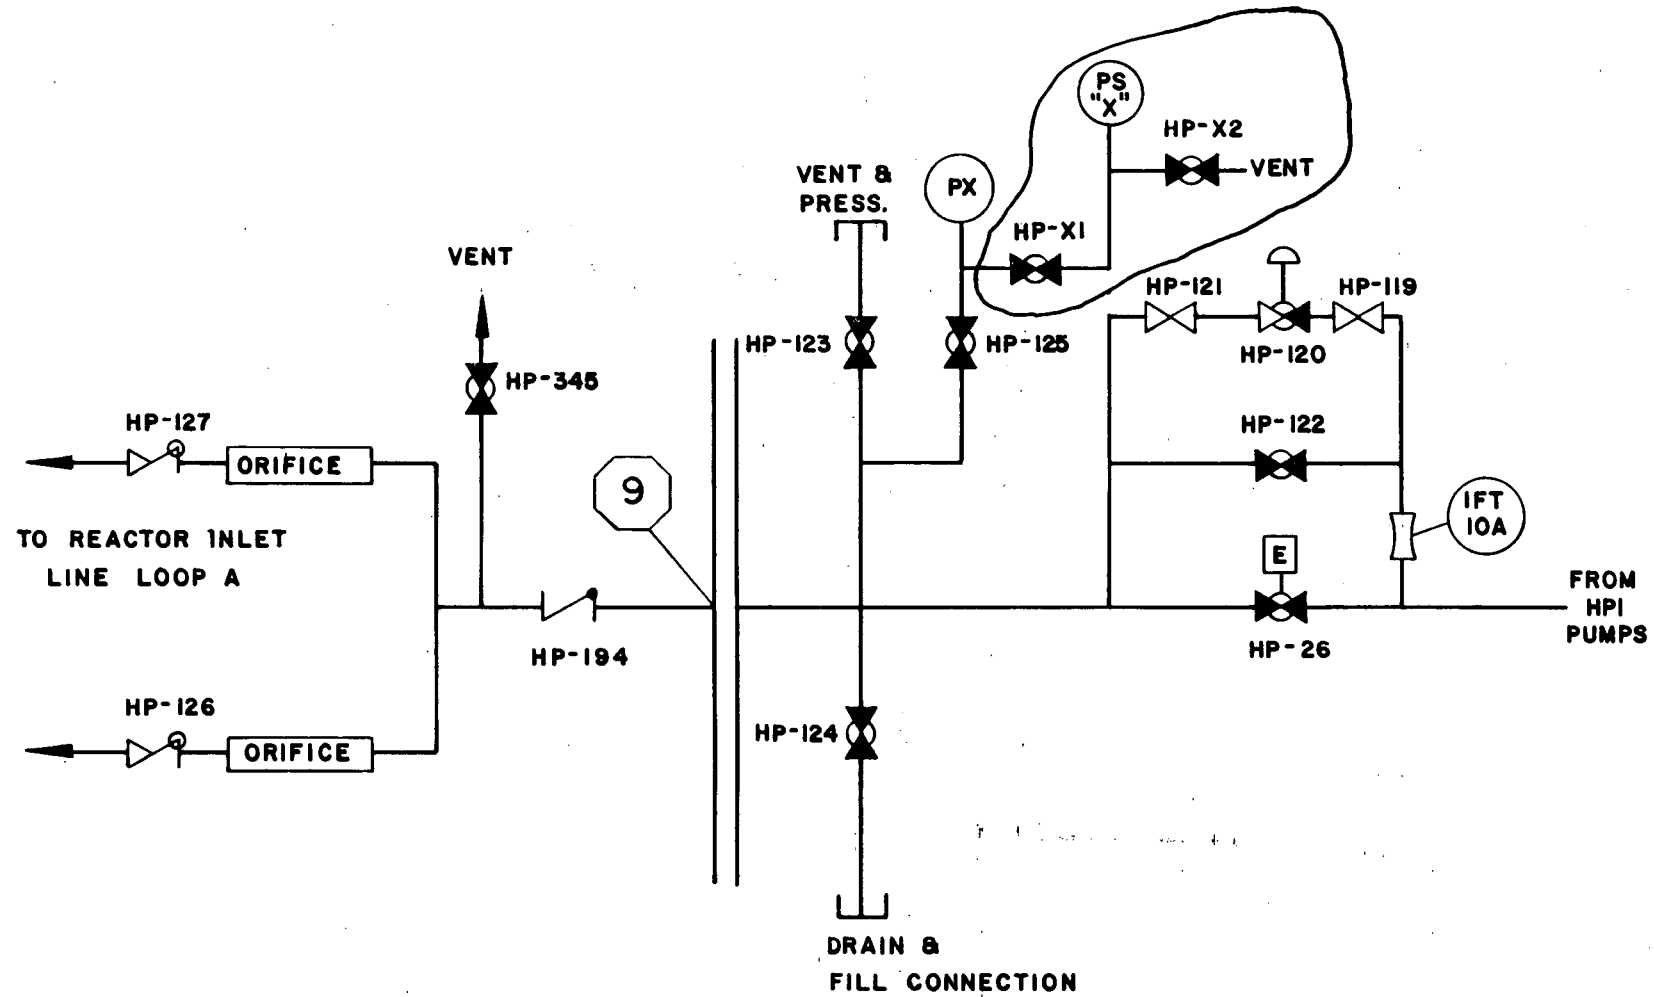 PS
"X"
HP-X2
VENT
VENT &
PRESS.
PX
HP-X1
VENT
HP-121
HP-119
HP-123
HP-125
HP-120
HP-345
HP-127
ORIFICE
HP-122
9
1FT
10A
TO REACTOR INLET
LINE LOOP A
E
FROM
HPI
PUMPS
HP-194
HP-26
HP-126
ORIFICE
HP-124
DRAIN &
FILL CONNECTION